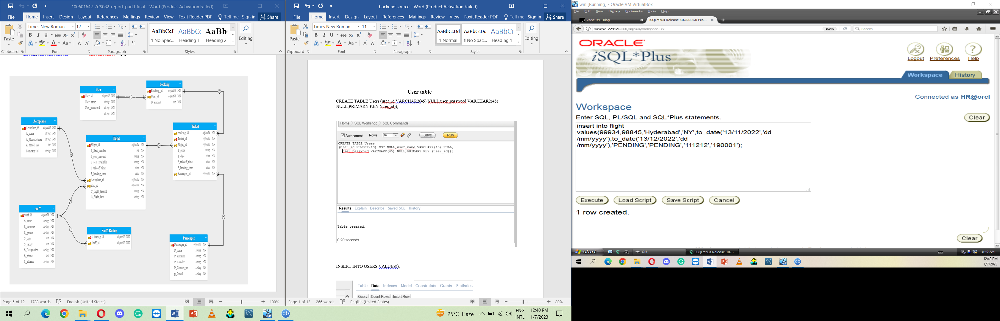 100601642-7CS082-report-part1 final - Word (Product Activation Failed)
File Home Insert Design Layout References Mailings Review View Foxit Reader PDF Tell me Sign in Share
Times New Roman 12
AaBbCcI AaBbC( AaBb(
Paste B I U abc x₂ x²
¶ No Spac... Heading 1 Heading 2 Editing
Clipboard Font Paragraph Styles
User
User_id objectId NN
User_name string NN
User_password string NN
string NN
booking
Booking_id objectId NN
User_id objectId NN
B_amount int NN
Aeroplane
Aeroplane_id objectId NN
A_name string NN
A_Manufacturer string NN
A_Model_no int NN
Company_id string NN
Flight
Flight_id objectId NN
F_Seat_number int NN
F_seat_amount string NN
F_seat_available string NN
F_takeoff_time date NN
F_landing_time date NN
Aeroplane_id objectId NN
staff_id objectId NN
C_flight_takeoff string NN
C_flight_land string NN
Ticket
booking_id objectId NN
Ticket_id objectId NN
Flight_id objectId NN
T_price string NN
T_date date NN
F_takeoff_time date NN
F_landing_time date NN
Passenger_id objectId NN
staff
Staff_id objectId NN
S_name string NN
S_surname string NN
S_gender string NN
S_age int NN
S_salary int NN
S_Designation string NN
S_phone int NN
S_address string NN
Staff_Rating
S_Rating_id objectId NN
Staff_id objectId NN
Passenger
Passenger_id objectId NN
P_name string NN
P_surname string NN
P_Gender string NN
P_Contact_no string NN
p_Gmail string NN
Page 5 of 12 1783 words English (United States) 100%
backend source - Word (Product Activation Failed)
File Home Insert Design Layout References Mailings Review View Foxit Reader PDF Tell me Sign in Share
Times New Roman 11
AaBbCcDd AaBbCcDd AaBbC(
Paste B I U abc x₂ x²
¶ Normal ¶ No Spac... Heading 1 Editing
Clipboard Font Paragraph Styles
User table
CREATE TABLE Users (user_id VARCHAR2(45) NULL,user_password VARCHAR2(45)
NULL,PRIMARY KEY (user_id));
Home SQL Workshop SQL Commands
Autocommit Rows 10 Save Run
CREATE TABLE Users
(user_id NUMBER(10) NOT NULL,user_name VARCHAR2(45) NULL,
user_password VARCHAR2(45) NULL,PRIMARY KEY (user_id));
Results Explain Describe Saved SQL History
Table created.
0.20 seconds
INSERT INTO USERS VALUES();
Table Data Indexes Model Constraints Grants Statistics
Query Count Rows Insert Row
Page 1 of 13 266 words English (United States) 80%
25°C Haze ENG INTL 12:40 PM 1/7/2023
win [Running] - Oracle VM VirtualBox
File Edit View History Bookmarks Tools Help
Zone 94 - Blog iSQL*Plus Release 10.2.0.1.0 Pro...
winxpie-22412:5560/isqlplus/workspace.uix 160% Search
ORACLE
iSQL*Plus
Logout Preferences Help
Workspace History
Connected as HR@orcl
Workspace
Enter SQL, PL/SQL and SQL*Plus statements.
Clear
insert into flight
values(99934,98845,'Hyderabad','NY',to_date('13/11/2022','dd
/mm/yyyy'),to_date('13/12/2022','dd
/mm/yyyy'),'PENDING','PENDING','111212','190001');
Execute Load Script Save Script Cancel
1 row created.
Clear
start C:\ iSQL*Plus Release 10... 1:40 AM
12:40 PM
1/7/2023